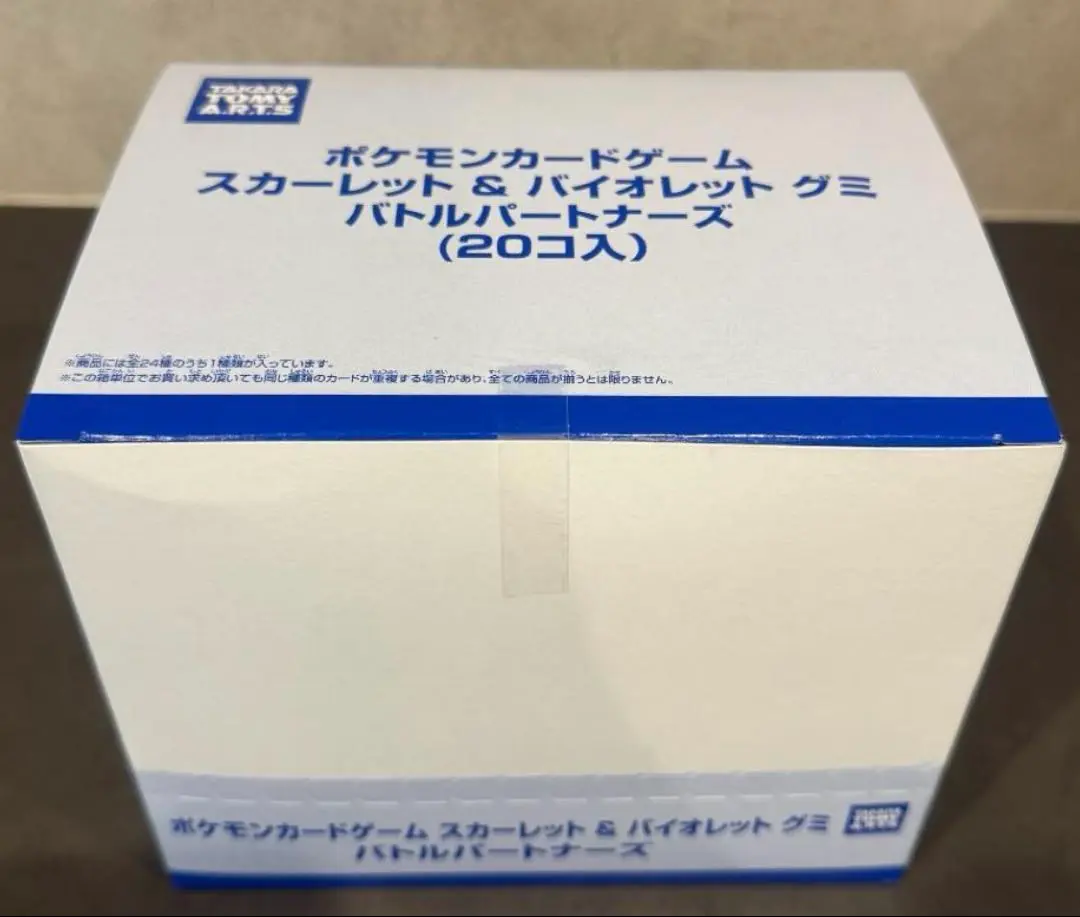 TAKARA
TOMY
A.R.T.S
ポケモンカードゲーム
スカーレット & バイオレット グミ
バトルパートナーズ
(20コ入)
※商品には全24種のうち1種類が入っています。
※この箱単位でお買い求め頂いても同じ種類のカードが重複する場合があり、全ての商品が揃うとは限りません。
ポケモンカードゲーム スカーレット & バイオレット グミ
バトルパートナーズ
TAKARA
TOMY
A.R.T.S